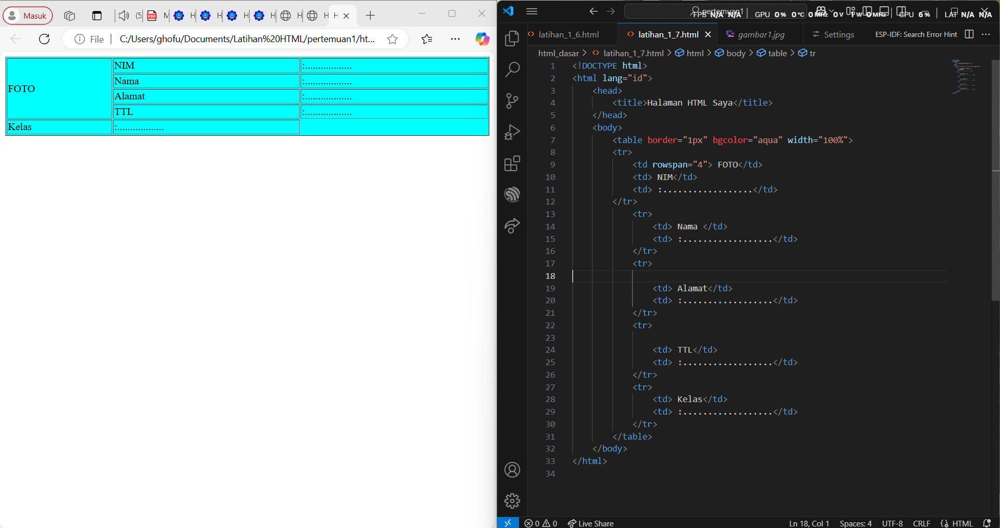 Masuk
File
C:/Users/ghofu/Documents/Latihan%20HTML/pertemuan1/ht...
FOTO
NIM
:..................
Nama
:..................
Alamat
:..................
TTL
:..................
Kelas
:..................
pertemuan1
FPS N/A N/A GPU 0% 0°C 0 MHz 0V 1W 0 MHz CPU 6% LAT N/A N/A
latihan_1_6.html
latihan_1_7.html
gambar1.jpg
Settings
ESP-IDF: Search Error Hint
html_dasar > latihan_1_7.html > html > body > table > tr
1 <!DOCTYPE html>
2 <html lang="id">
3 <head>
4 <title>Halaman HTML Saya</title>
5 </head>
6 <body>
7 <table border="1px" bgcolor="aqua" width="100%">
8 <tr>
9 <td rowspan="4"> FOTO</td>
10 <td> NIM</td>
11 <td> :..................</td>
12 </tr>
13 <tr>
14 <td> Nama </td>
15 <td> :..................</td>
16 </tr>
17 <tr>
18
19 <td> Alamat</td>
20 <td> :..................</td>
21 </tr>
22 <tr>
23
24 <td> TTL</td>
25 <td> :..................</td>
26 </tr>
27 <tr>
28 <td> Kelas</td>
29 <td> :..................</td>
30 </tr>
31 </table>
32 </body>
33 </html>
34
0 0
Live Share
Ln 18, Col 1
Spaces: 4
UTF-8
CRLF
HTML